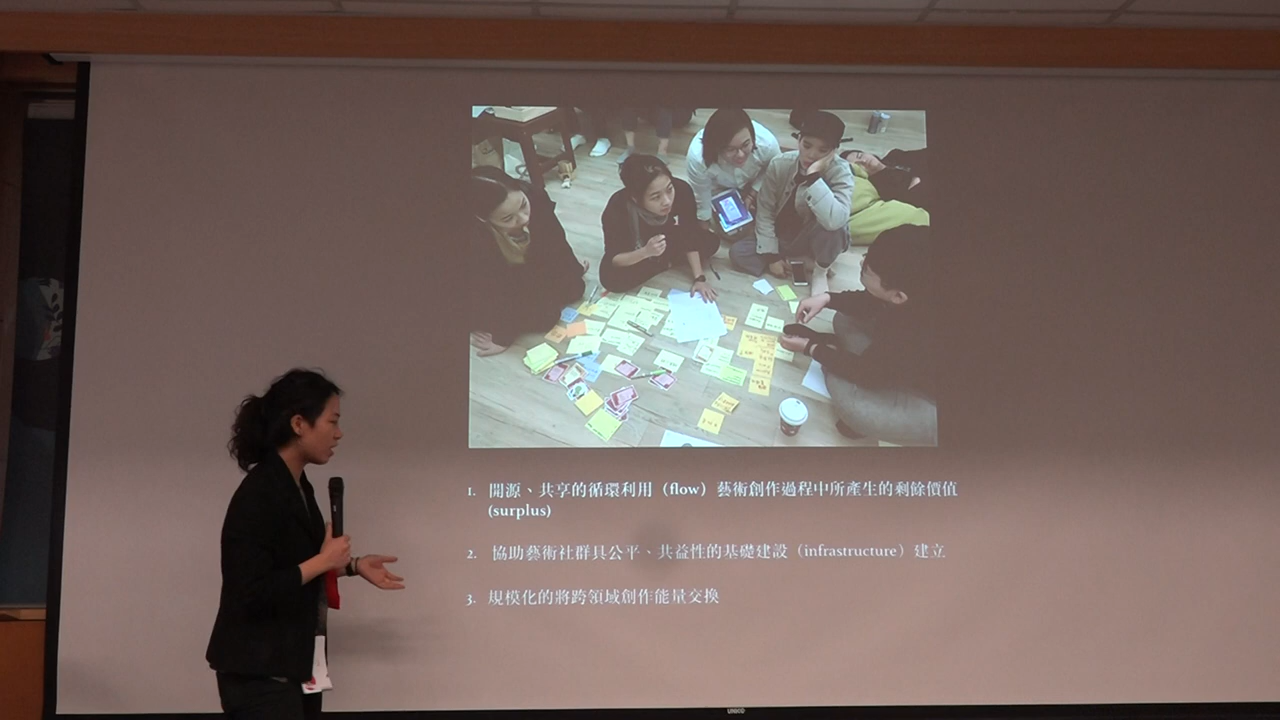 1. 開源、共享的循環利用（flow）藝術創作過程中所產生的剩餘價值
(surplus)
2. 協助藝術社群具公平、共益性的基礎建設（infrastructure）建立
3. 規模化的將跨領域創作能量交換